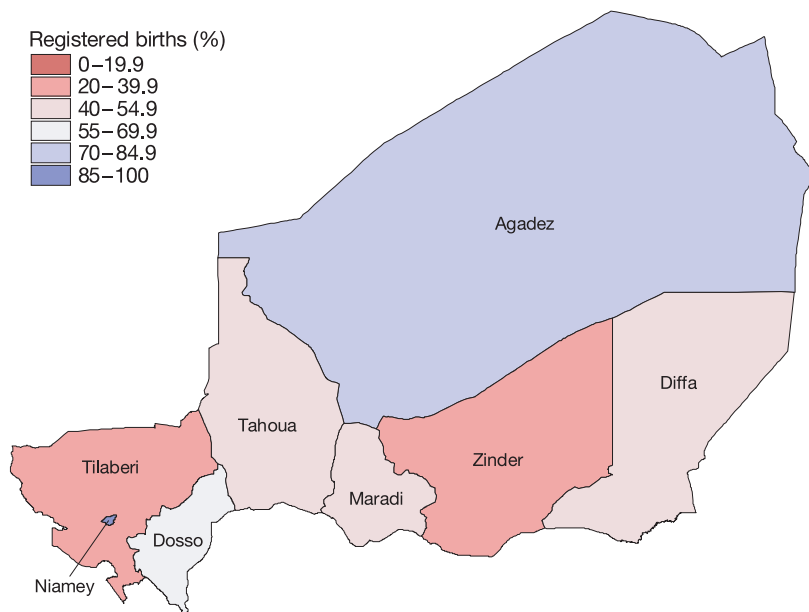 Registered births (%)
0–19.9
20–39.9
40–54.9
55–69.9
70–84.9
85–100
Agadez
Diffa
Tahoua
Zinder
Tilaberi
Maradi
Dosso
Niamey